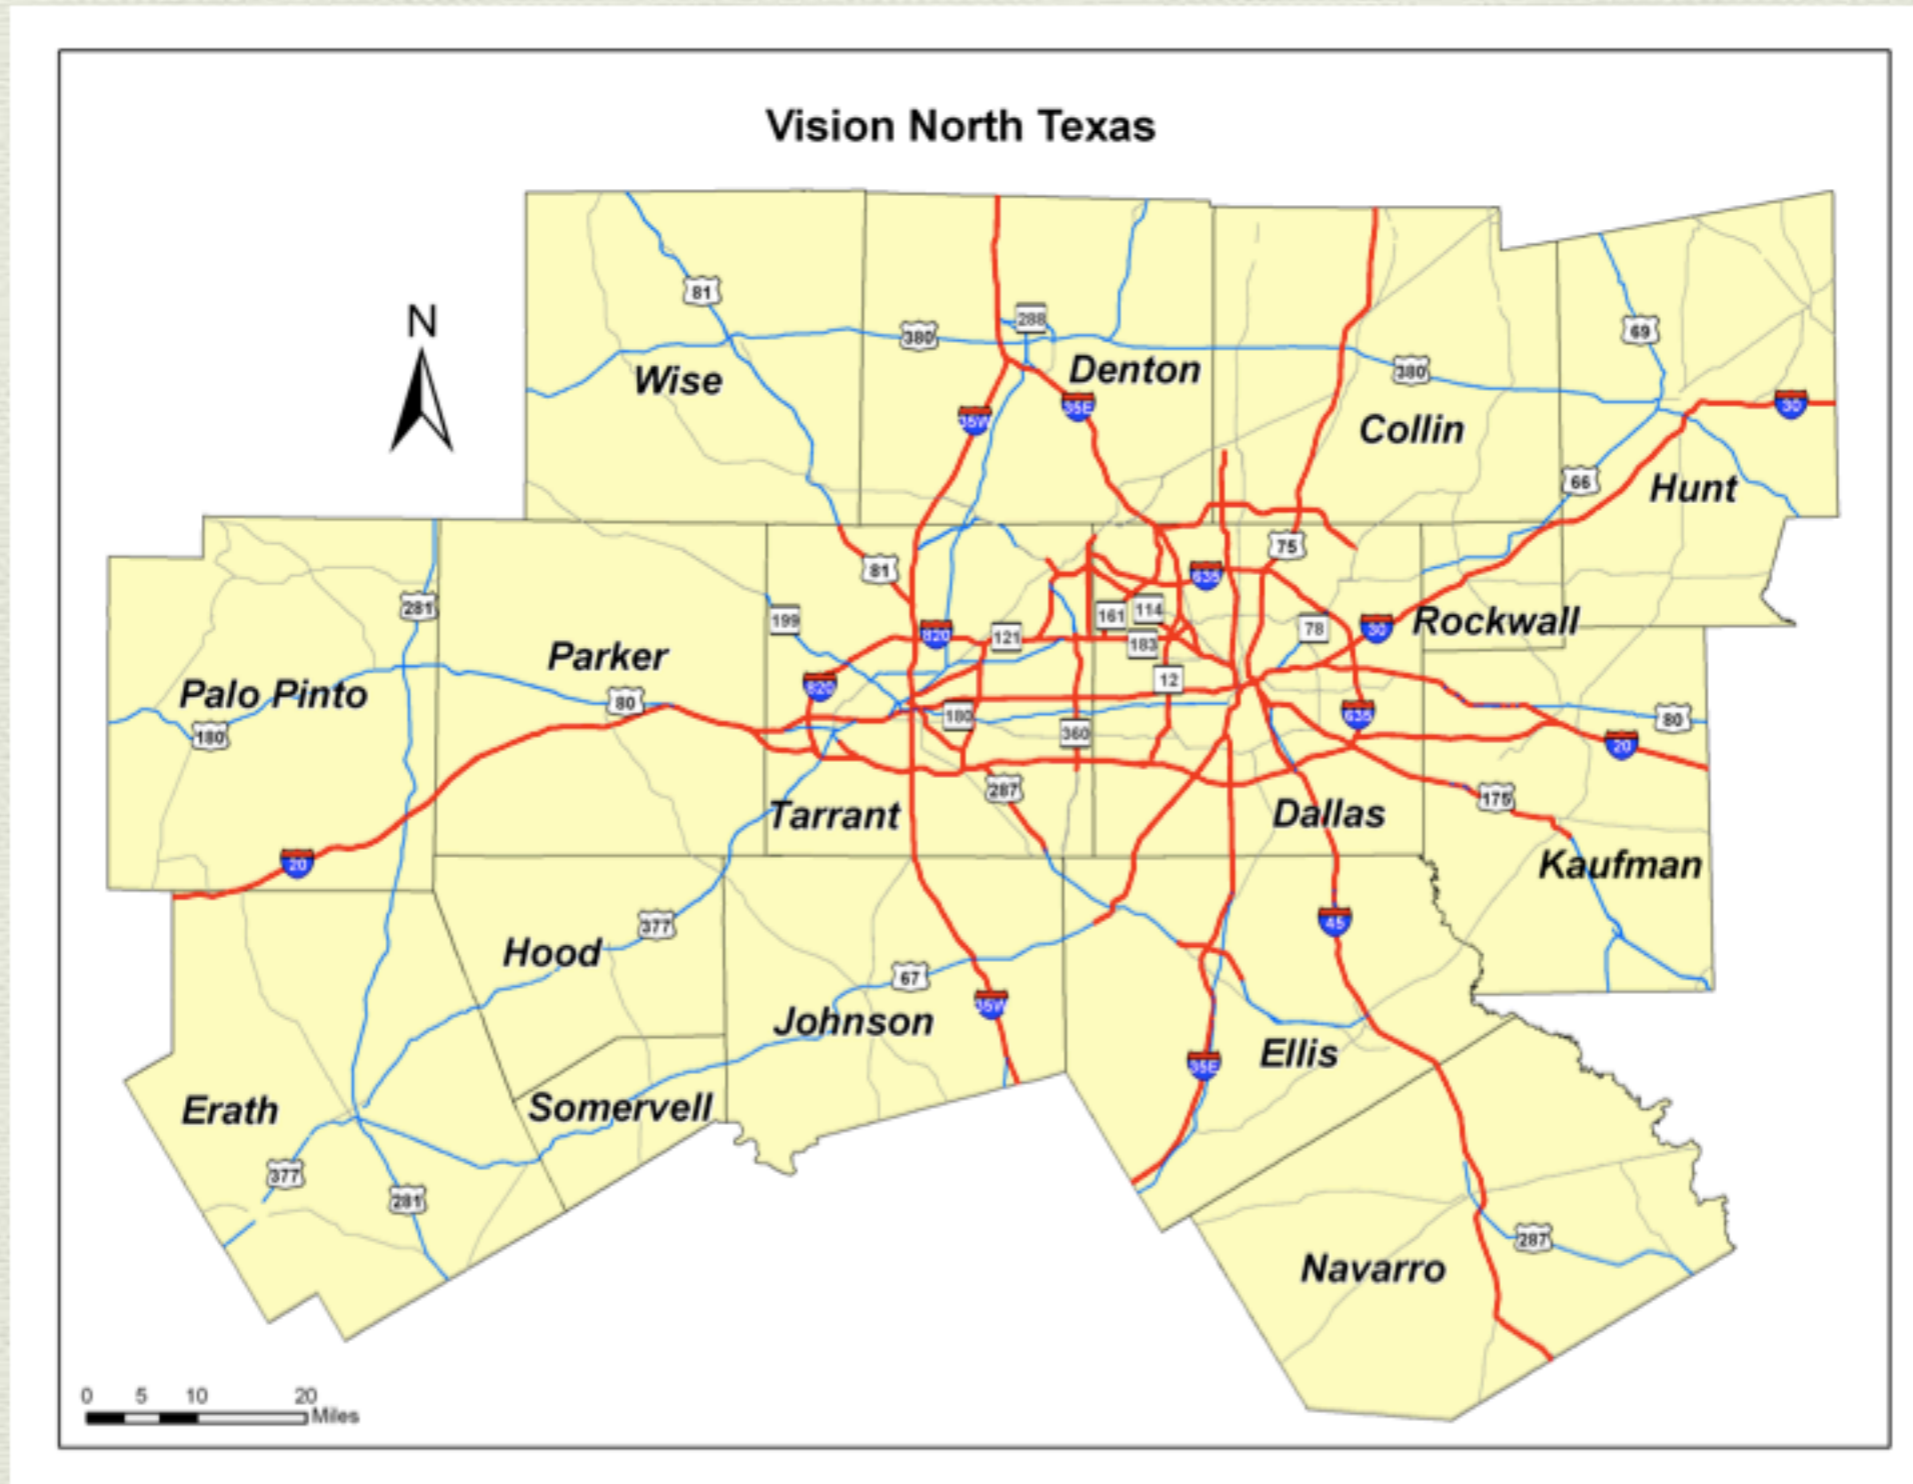 Vision North Texas
N
81
380
288
Wise
Denton
35W
35E
380
Collin
69
30
66
Hunt
281
81
199
820
121
161
114
183
635
75
78
30
Rockwall
Palo Pinto
180
Parker
80
820
180
360
12
635
80
20
20
Tarrant
287
Dallas
175
Kaufman
Hood
377
67
Johnson
35W
45
35E
Ellis
Erath
Somervell
377
281
Navarro
287
0 5 10 20
Miles